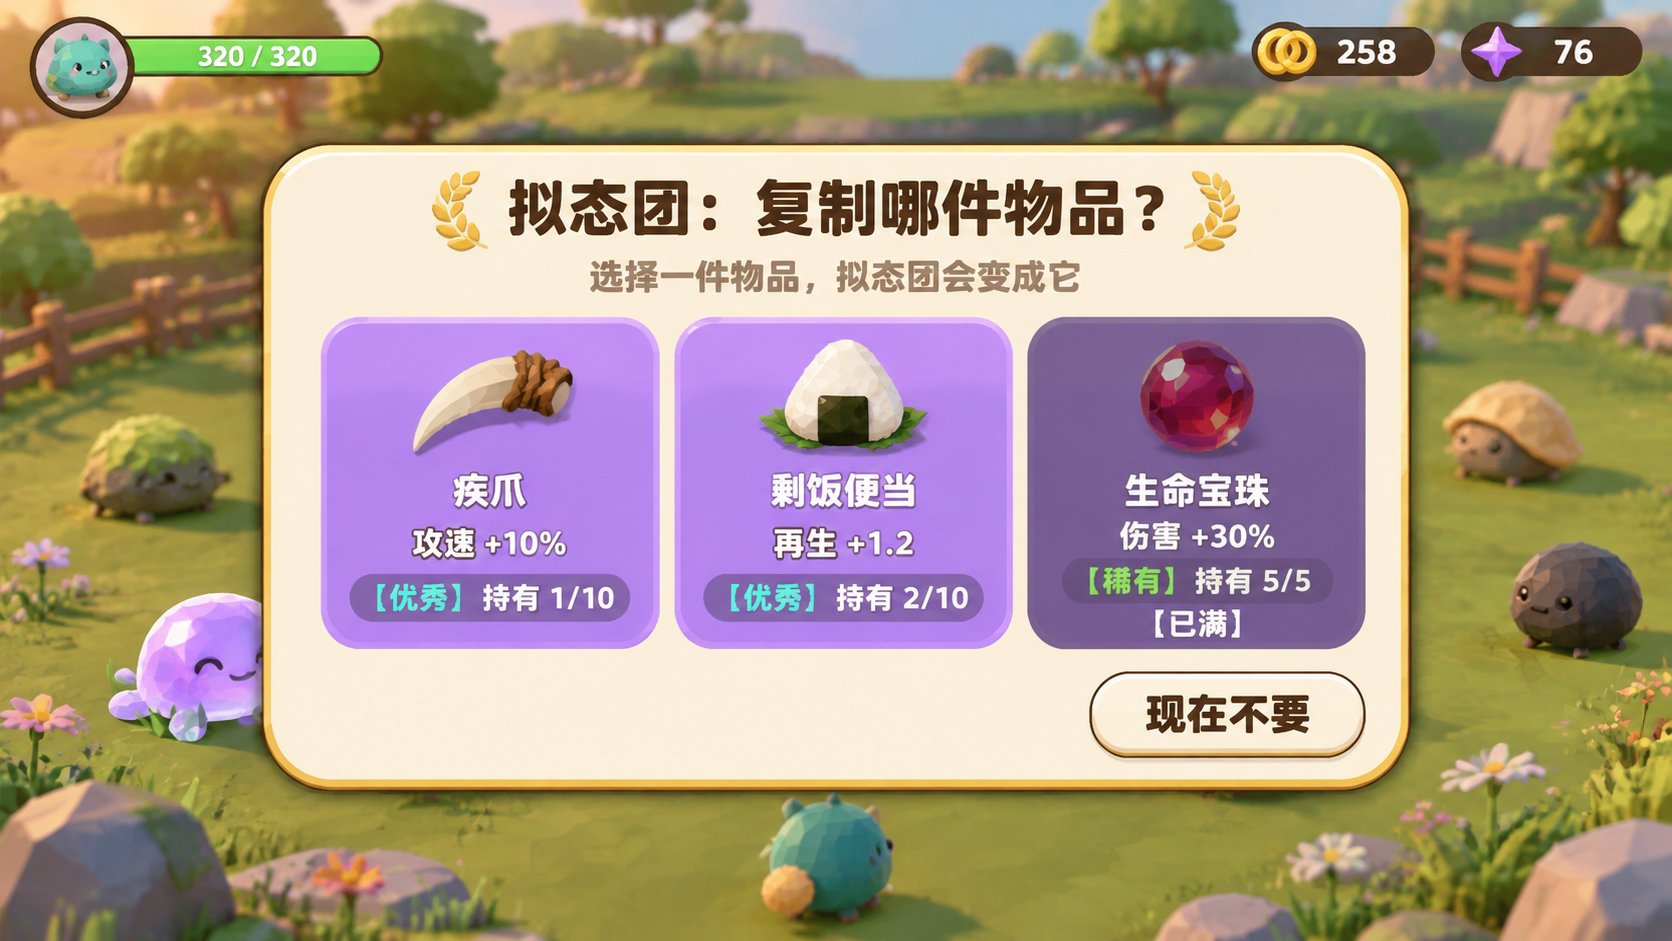 320 / 320
258
76
拟态团：复制哪件物品？
选择一件物品，拟态团会变成它
疾爪
攻速 +10%
【优秀】 持有 1/10
剩饭便当
再生 +1.2
【优秀】 持有 2/10
生命宝珠
伤害 +30%
【稀有】 持有 5/5
【已满】
现在不要